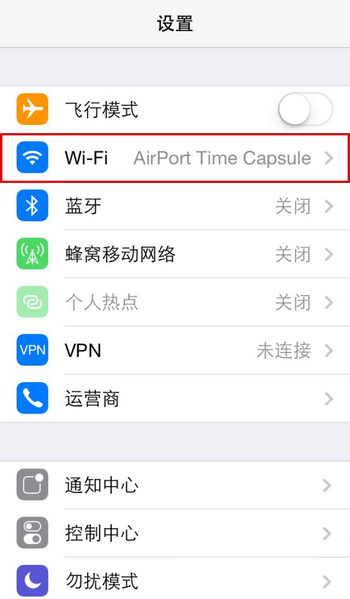 设置
飞行模式
Wi-Fi AirPort Time Capsule
蓝牙 关闭
蜂窝移动网络 关闭
个人热点 关闭
VPN VPN 未连接
运营商
通知中心
控制中心
勿扰模式